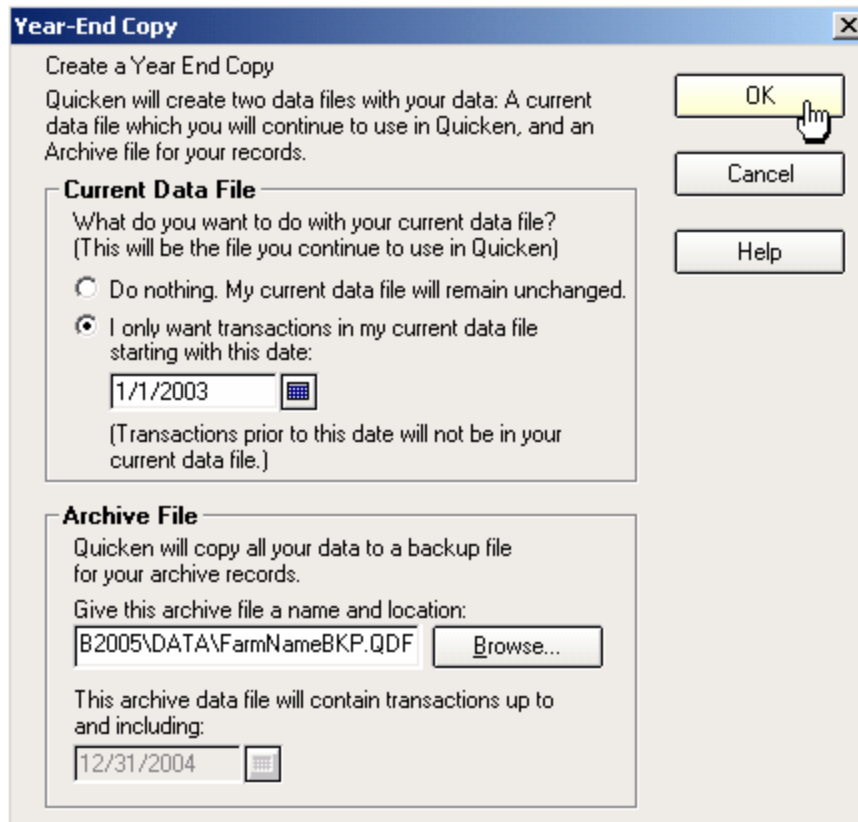 Year-End Copy
Create a Year End Copy
Quicken will create two data files with your data: A current
data file which you will continue to use in Quicken, and an
Archive file for your records.
OK
Cancel
Help
Current Data File
What do you want to do with your current data file?
(This will be the file you continue to use in Quicken)
Do nothing. My current data file will remain unchanged.
I only want transactions in my current data file
starting with this date:
1/1/2003
(Transactions prior to this date will not be in your
current data file.)
Archive File
Quicken will copy all your data to a backup file
for your archive records.
Give this archive file a name and location:
B2005\DATA\FarmNameBKP.QDF
Browse...
This archive data file will contain transactions up to
and including:
12/31/2004